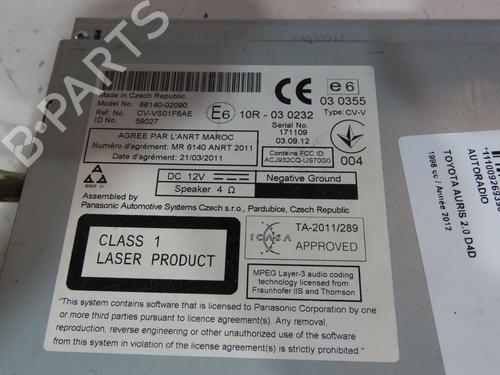 FA432211
Made in Czech Republic
Model No. 86140-02090
Ref. No. CV-VS01F6AE
ID No. 59027
E6 10R - 03 0232
CE
e6
03 0355
Type: CV-V
Serial No.
171109
03.09.12
Contains FCC ID
ACJ932CQ-US70G0
004
AGREE PAR L'ANRT MAROC
Numéro d'agrément: MR 6140 ANRT 2011
Date d'agrément: 21/03/2011
DC 12V
Negative Ground
Speaker 4 Ω
Assembled by
Panasonic Automotive Systems Czech s.r.o., Pardubice, Czech Republic
CLASS 1
LASER PRODUCT
ICASA
TA-2011/289
APPROVED
MPEG Layer-3 audio coding
technology licensed from
Fraunhofer IIS and Thomson
This system contains software that is licensed to Panasonic Corporation by
one or more third parties pursuant to license agreement(s). Any removal,
reproduction, reverse engineering or other unauthorized use of the software
is in violation of the license agreement(s) and is strictly prohibited.
AUTORADIO
TOYOTA AURIS 2.0 D4D
1998 cc / Année 2012
B-PARTS